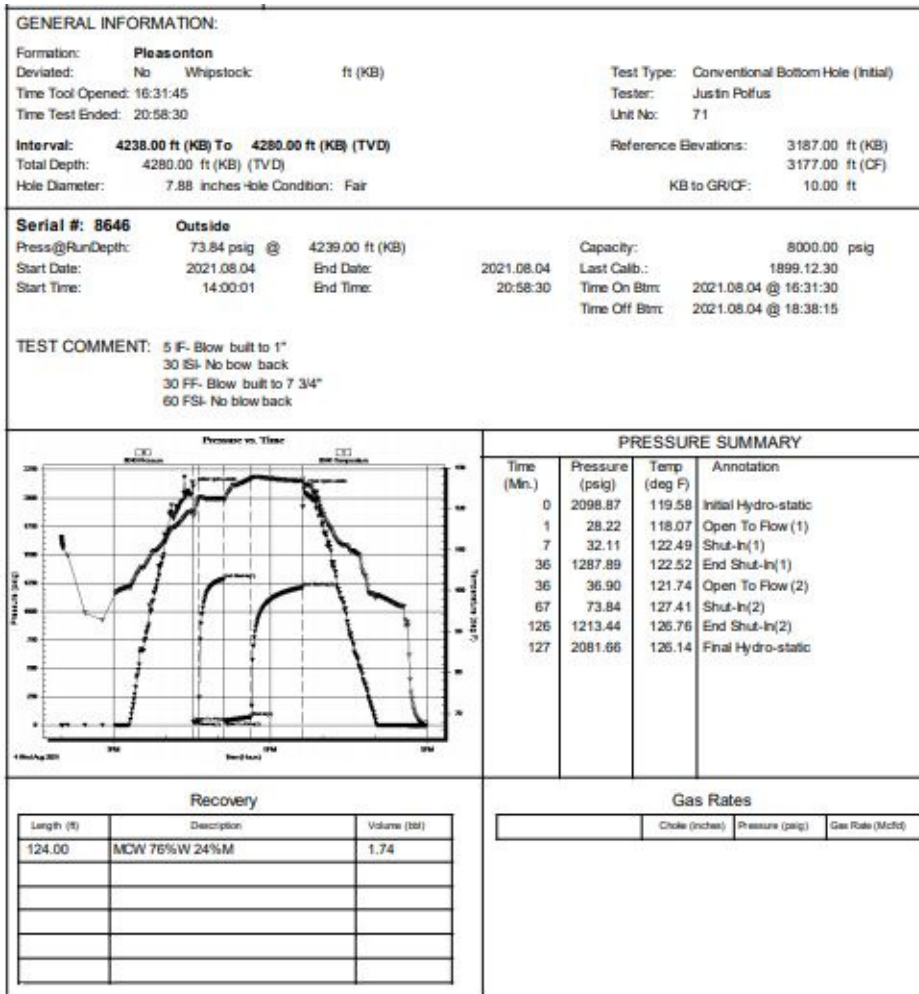 GENERAL INFORMATION:
Formation: Pleasonton
Deviated: No Whipstock: ft (KB)
Time Tool Opened: 16:31:45
Time Test Ended: 20:58:30
Test Type: Conventional Bottom Hole (Initial)
Tester: Justin Polfus
Unit No: 71
Interval: 4238.00 ft (KB) To 4280.00 ft (KB) (TVD)
Total Depth: 4280.00 ft (KB) (TVD)
Hole Diameter: 7.88 inches Hole Condition: Fair
Reference Elevations: 3187.00 ft (KB)
3177.00 ft (CF)
KB to GR/CF: 10.00 ft
Serial #: 8646 Outside
Press@RunDepth: 73.84 psig @ 4239.00 ft (KB)
Start Date: 2021.08.04 End Date: 2021.08.04
Start Time: 14:00:01 End Time: 20:58:30
Capacity: 8000.00 psig
Last Calib.: 1899.12.30
Time On Btm: 2021.08.04 @ 16:31:30
Time Off Btm: 2021.08.04 @ 18:38:15
TEST COMMENT: 5 IF- Blow built to 1"
30 ISI- No bow back
30 FF- Blow built to 7 3/4"
60 FSI- No blow back
Pressure vs. Time
Pressure (psig)
Temperature (deg F)
Time (Hours)
PRESSURE SUMMARY
Time (Min.) Pressure (psig) Temp (deg F) Annotation
0 2098.87 119.58 Initial Hydro-static
1 28.22 118.07 Open To Flow (1)
7 32.11 122.49 Shut-In(1)
36 1287.89 122.52 End Shut-In(1)
36 36.90 121.74 Open To Flow (2)
67 73.84 127.41 Shut-In(2)
126 1213.44 126.76 End Shut-In(2)
127 2081.66 126.14 Final Hydro-static
Recovery
Length (ft) Description Volume (bbl)
124.00 MCW 76%W 24%M 1.74
Gas Rates
Choke (inches) Pressure (psig) Gas Rate (Mcf/d)